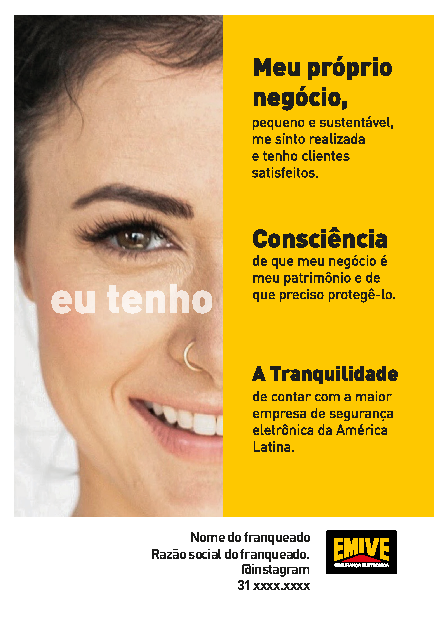 eu tenho
Meu próprio
negócio,
pequeno e sustentável,
me sinto realizada
e tenho clientes
satisfeitos.
Consciência
de que meu negócio é
meu patrimônio e de
que preciso protegê-lo.
A Tranquilidade
de contar com a maior
empresa de segurança
eletrônica da América
Latina.
Nome do franqueado
Razão social do franqueado.
@instagram
31 xxxx.xxxx
EMIVE
SEGURANÇA ELETRÔNICA